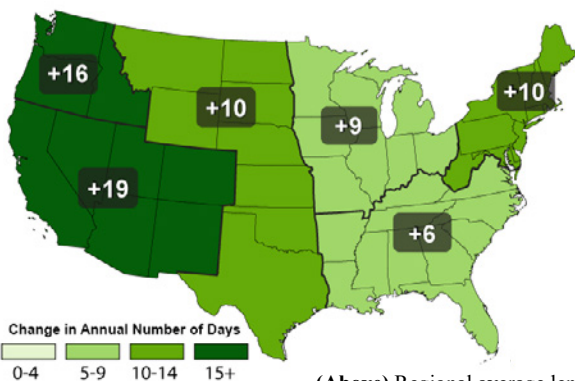 +16
+10
+10
+9
+19
+6
Change in Annual Number of Days
0-4 5-9 10-14 15+
(Above) Regional average